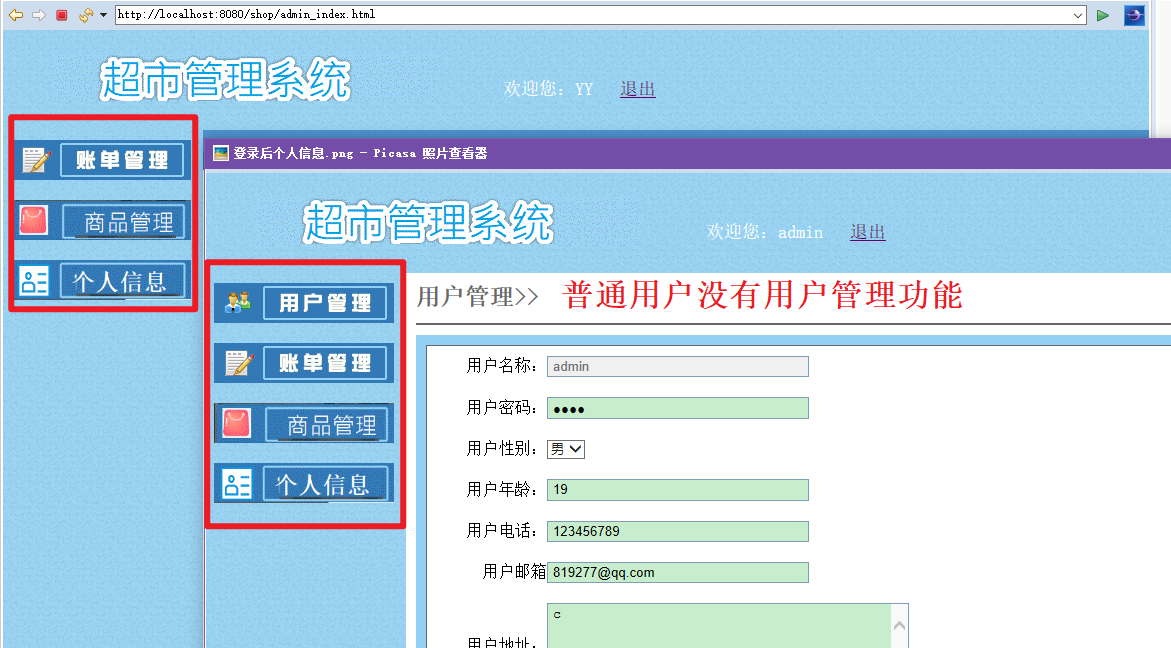 http://localhost:8080/shop/admin_index.html
超市管理系统
欢迎您：YY 退出
账单管理
商品管理
个人信息
登录后个人信息.png - Picasa 照片查看器
超市管理系统
欢迎您：admin 退出
用户管理
账单管理
商品管理
个人信息
用户管理>> 普通用户没有用户管理功能
用户名称： admin
用户密码： ●●●●
用户性别： 男
用户年龄： 19
用户电话： 123456789
用户邮箱 819277@qq.com
用户地址： c